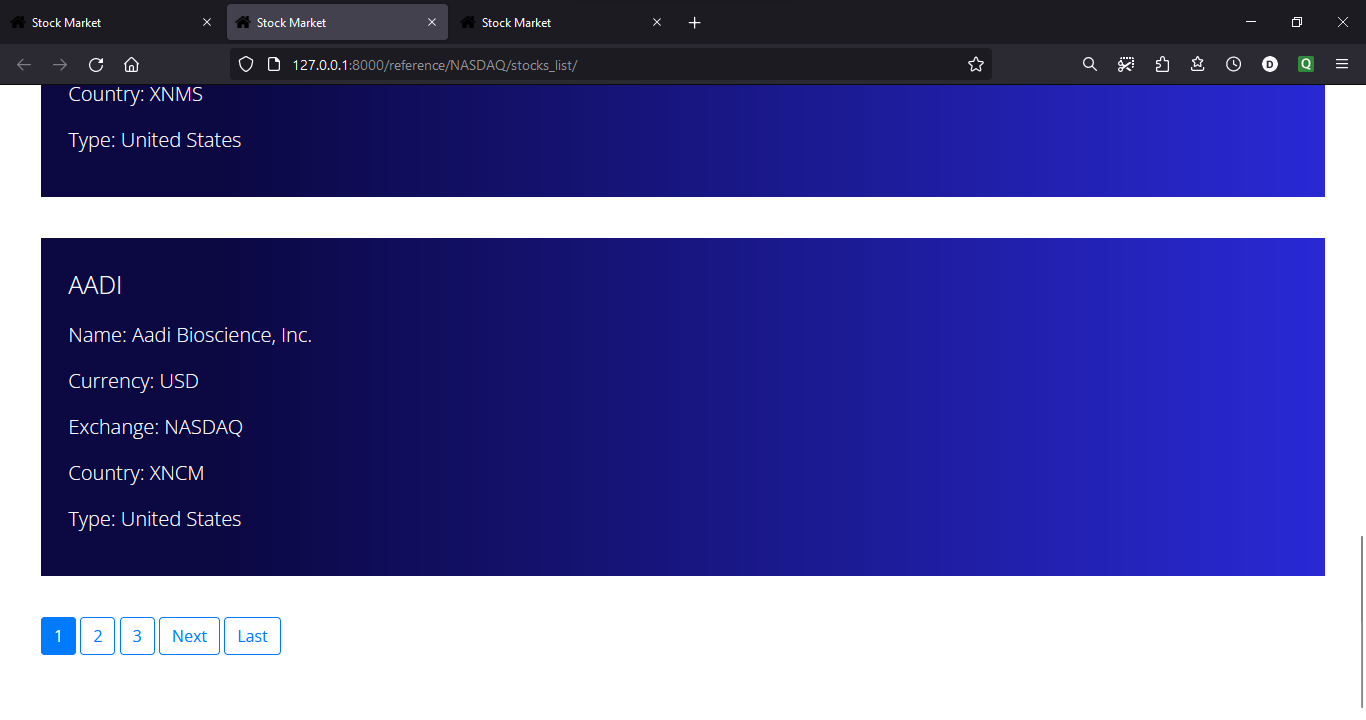 Stock Market
Stock Market
Stock Market
127.0.0.1:8000/reference/NASDAQ/stocks_list/
D
Q
Country: XNMS
Type: United States
AADI
Name: Aadi Bioscience, Inc.
Currency: USD
Exchange: NASDAQ
Country: XNCM
Type: United States
1 2 3 Next Last